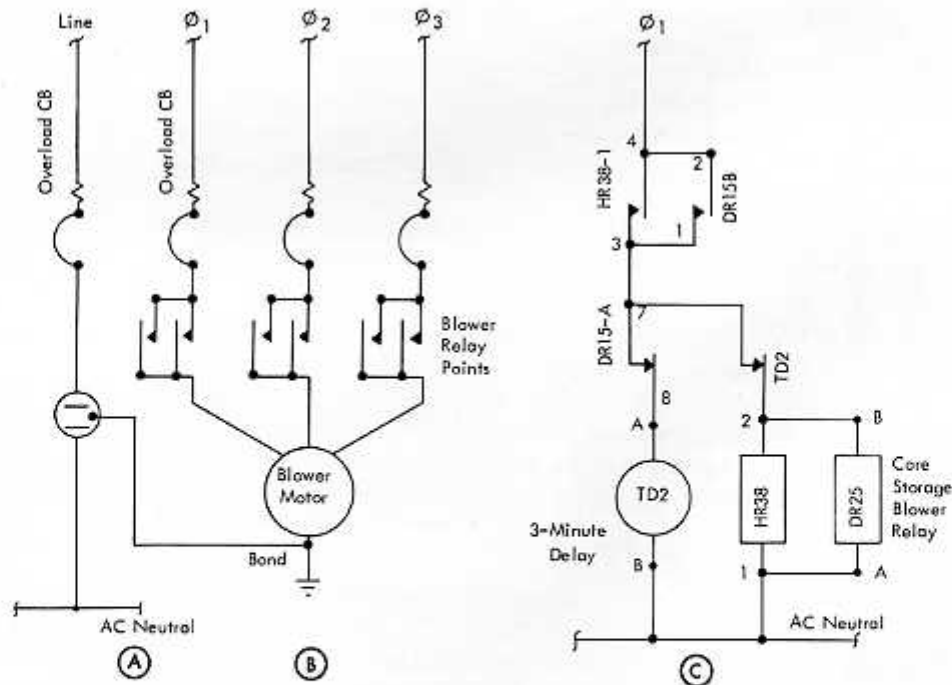 Line
Ø1
Ø2
Ø3
Ø1
Overload CB
Overload CB
4
HR38-1
2
DR15B
3
1
Blower
Relay
Points
DR15-A
7
TD2
8
A
2
B
Blower
Motor
TD2
HR38
DR25
Core
Storage
Blower
Relay
3-Minute
Delay
Bond
B
1
A
AC Neutral
AC Neutral
A
B
C